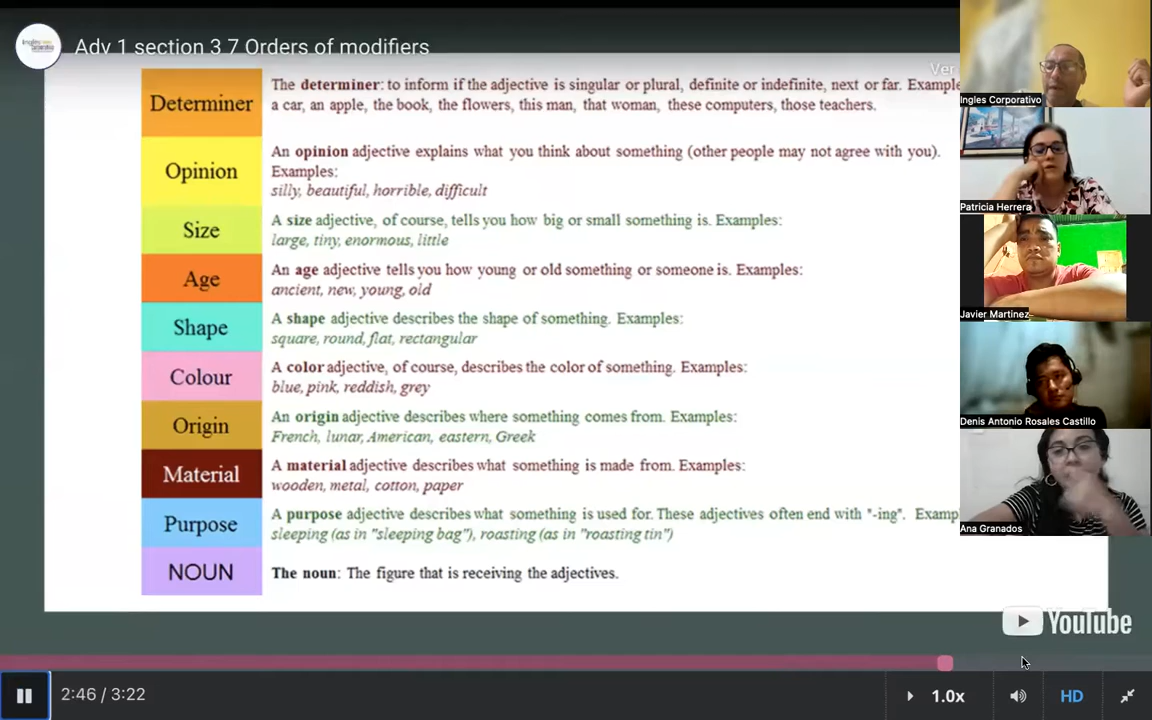 Adv 1 section 3 7 Orders of modifiers
Ver
Determiner
The determiner: to inform if the adjective is singular or plural, definite or indefinite, next or far. Example
a car, an apple, the book, the flowers, this man, that woman, these computers, those teachers.
Opinion
An opinion adjective explains what you think about something (other people may not agree with you).
Examples:
silly, beautiful, horrible, difficult
Size
A size adjective, of course, tells you how big or small something is. Examples:
large, tiny, enormous, little
Age
An age adjective tells you how young or old something or someone is. Examples:
ancient, new, young, old
Shape
A shape adjective describes the shape of something. Examples:
square, round, flat, rectangular
Colour
A color adjective, of course, describes the color of something. Examples:
blue, pink, reddish, grey
Origin
An origin adjective describes where something comes from. Examples:
French, lunar, American, eastern, Greek
Material
A material adjective describes what something is made from. Examples:
wooden, metal, cotton, paper
Purpose
A purpose adjective describes what something is used for. These adjectives often end with "-ing". Examp
sleeping (as in "sleeping bag"), roasting (as in "roasting tin")
NOUN
The noun: The figure that is receiving the adjectives.
Ingles Corporativo
Patricia Herrera
Javier Martinez
Denis Antonio Rosales Castillo
Ana Granados
YouTube
2:46 / 3:22
1.0x
HD